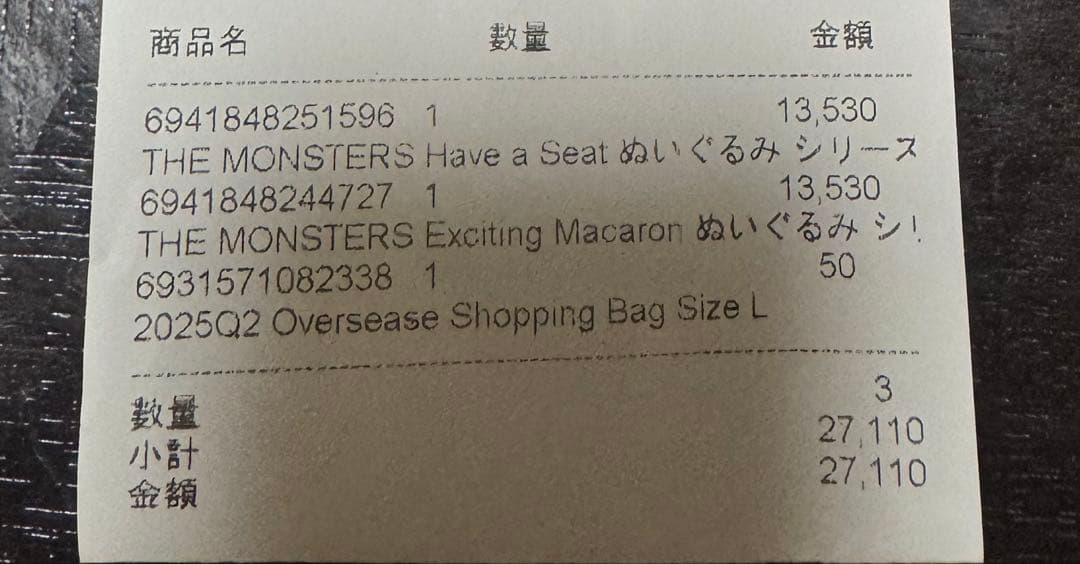 商品名 数量 金額
6941848251596 1 13,530
THE MONSTERS Have a Seat ぬいぐるみ シリーズ
6941848244727 1 13,530
THE MONSTERS Exciting Macaron ぬいぐるみ シ
6931571082338 1 50
2025Q2 Oversease Shopping Bag Size L
数量 3
小計 27,110
金額 27,110